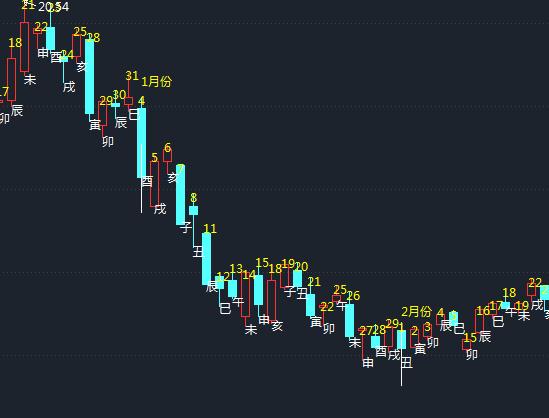 21 20.54
23
22
25
28
18
申
酉
24
亥
未
戌
17
29
30
31
1月份
4
卯
辰
寅
卯
辰
巳
5
6
酉
亥
戌
8
子
11
丑
12
13
14
15
18
19
20
21
22
25
26
辰
巳
午
未
申
亥
子
丑
寅
卯
午
未
27
28
29
1
2月份
2
3
4
申
酉
戌
丑
寅
卯
辰
巳
15
16
17
18
19
22
卯
辰
巳
午
未
戌
亥